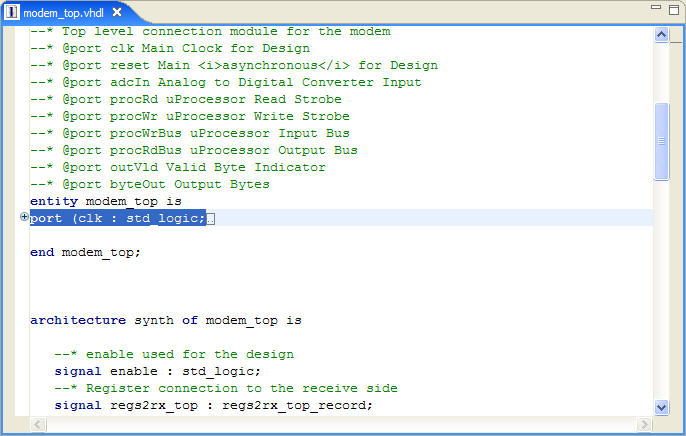 modem_top.vhdl
--* Top level connection module for the modem
--* @port clk Main Clock for Design
--* @port reset Main <i>asynchronous</i> for Design
--* @port adcIn Analog to Digital Converter Input
--* @port procRd uProcessor Read Strobe
--* @port procWr uProcessor Write Strobe
--* @port procWrBus uProcessor Input Bus
--* @port procRdBus uProcessor Output Bus
--* @port outVld Valid Byte Indicator
--* @port byteOut Output Bytes
entity modem_top is
port (clk : std_logic;
end modem_top;
architecture synth of modem_top is
--* enable used for the design
signal enable : std_logic;
--* Register connection to the receive side
signal regs2rx_top : regs2rx_top_record;